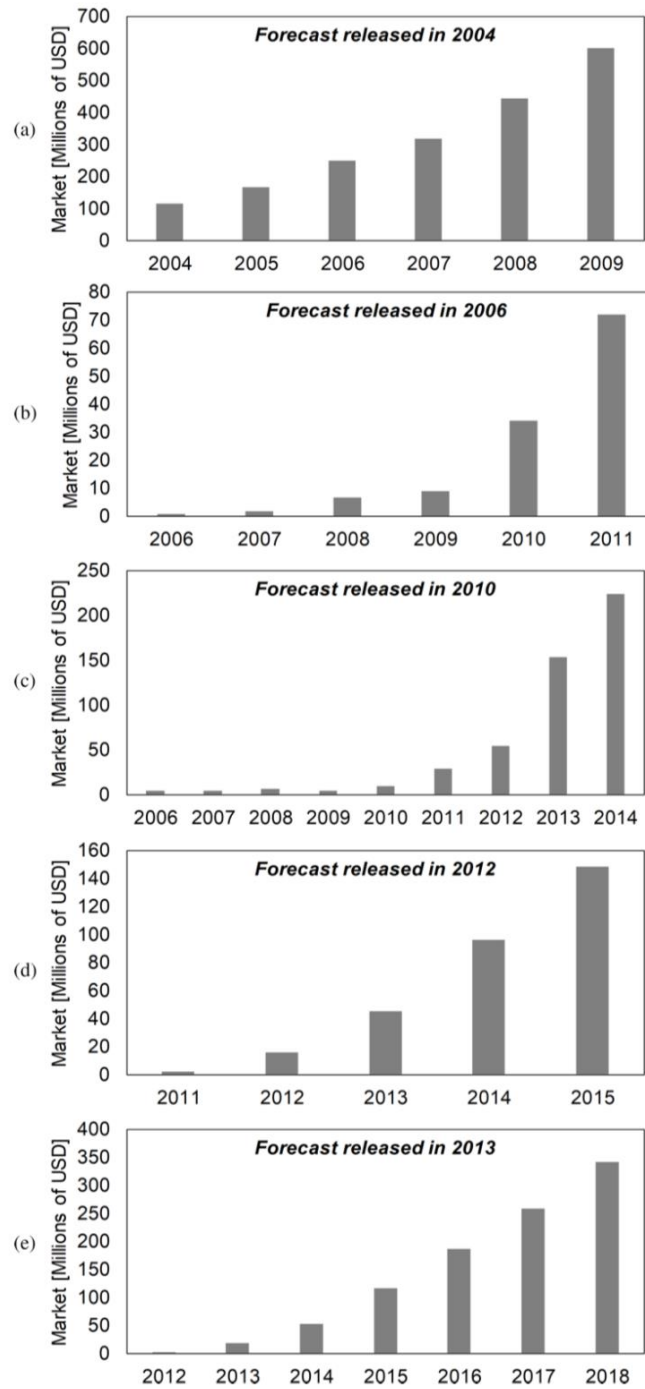 (a)
Market [Millions of USD]
Forecast released in 2004
700
600
500
400
300
200
100
0
2004 2005 2006 2007 2008 2009
(b)
Market [Millions of USD]
Forecast released in 2006
80
70
60
50
40
30
20
10
0
2006 2007 2008 2009 2010 2011
(c)
Market [Millions of USD]
Forecast released in 2010
250
200
150
100
50
0
2006 2007 2008 2009 2010 2011 2012 2013 2014
(d)
Market [Millions of USD]
Forecast released in 2012
160
140
120
100
80
60
40
20
0
2011 2012 2013 2014 2015
(e)
Market [Millions of USD]
Forecast released in 2013
400
350
300
250
200
150
100
50
0
2012 2013 2014 2015 2016 2017 2018